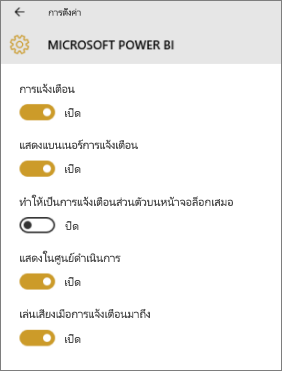 การตั้งค่า
MICROSOFT POWER BI
การแจ้งเตือน
เปิด
แสดงแบนเนอร์การแจ้งเตือน
เปิด
ทำให้เป็นการแจ้งเตือนส่วนตัวบนหน้าจอล็อกเสมอ
ปิด
แสดงในศูนย์ดำเนินการ
เปิด
เล่นเสียงเมื่อการแจ้งเตือนมาถึง
เปิด